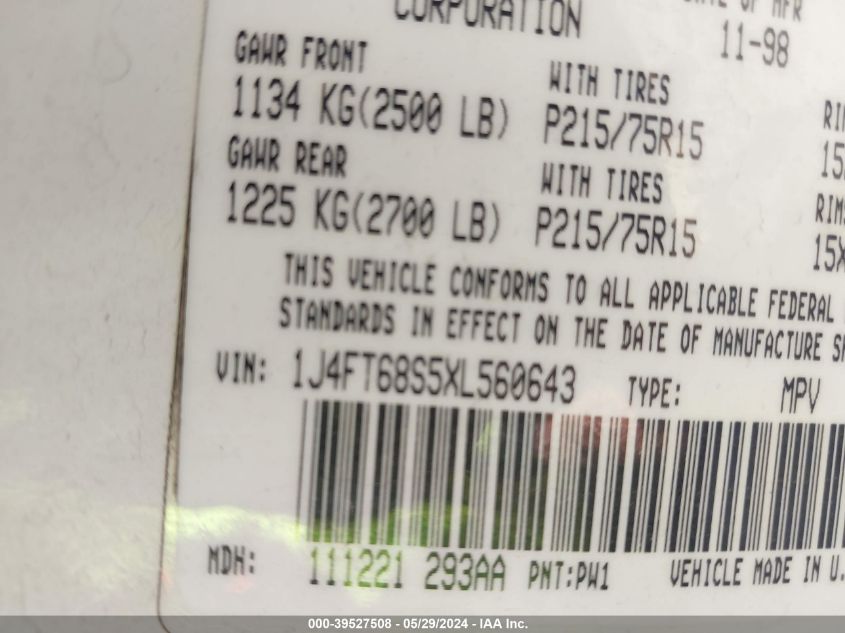 CORPORATION
DATE OF MFR
11-98
GAWR FRONT
WITH TIRES
1134 KG(2500 LB) P215/75R15
GAWR REAR
WITH TIRES
1225 KG(2700 LB) P215/75R15
THIS VEHICLE CONFORMS TO ALL APPLICABLE FEDERAL
STANDARDS IN EFFECT ON THE DATE OF MANUFACTURE
VIN: 1J4FT68S5XL560643 TYPE: MPV
MDH: 111221 293AA PNT:PW1 VEHICLE MADE IN U.
000-39527508 - 05/29/2024 - IAA Inc.